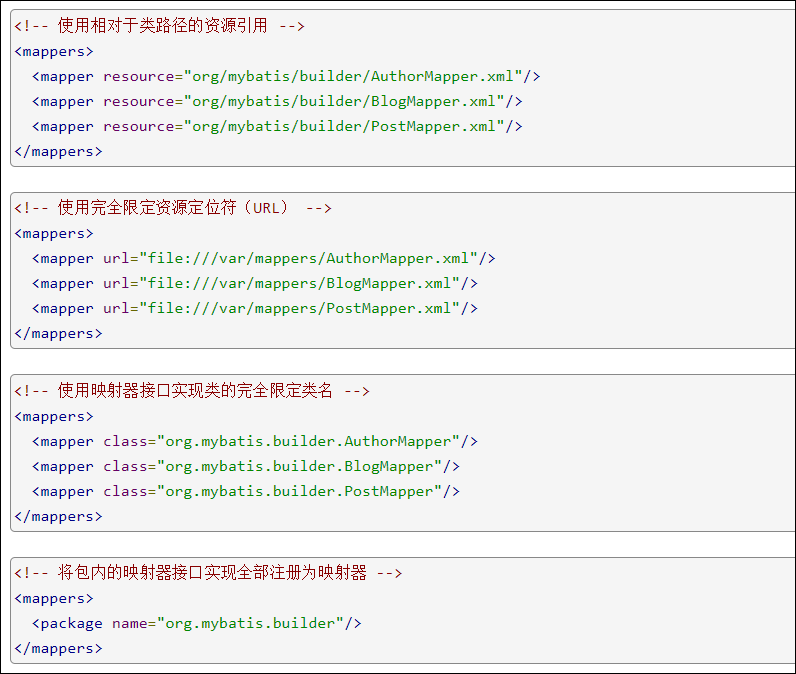 <!-- 使用相对于类路径的资源引用 -->
<mappers>
  <mapper resource="org/mybatis/builder/AuthorMapper.xml"/>
  <mapper resource="org/mybatis/builder/BlogMapper.xml"/>
  <mapper resource="org/mybatis/builder/PostMapper.xml"/>
</mappers>
<!-- 使用完全限定资源定位符（URL） -->
<mappers>
  <mapper url="file:///var/mappers/AuthorMapper.xml"/>
  <mapper url="file:///var/mappers/BlogMapper.xml"/>
  <mapper url="file:///var/mappers/PostMapper.xml"/>
</mappers>
<!-- 使用映射器接口实现类的完全限定类名 -->
<mappers>
  <mapper class="org.mybatis.builder.AuthorMapper"/>
  <mapper class="org.mybatis.builder.BlogMapper"/>
  <mapper class="org.mybatis.builder.PostMapper"/>
</mappers>
<!-- 将包内的映射器接口实现全部注册为映射器 -->
<mappers>
  <package name="org.mybatis.builder"/>
</mappers>